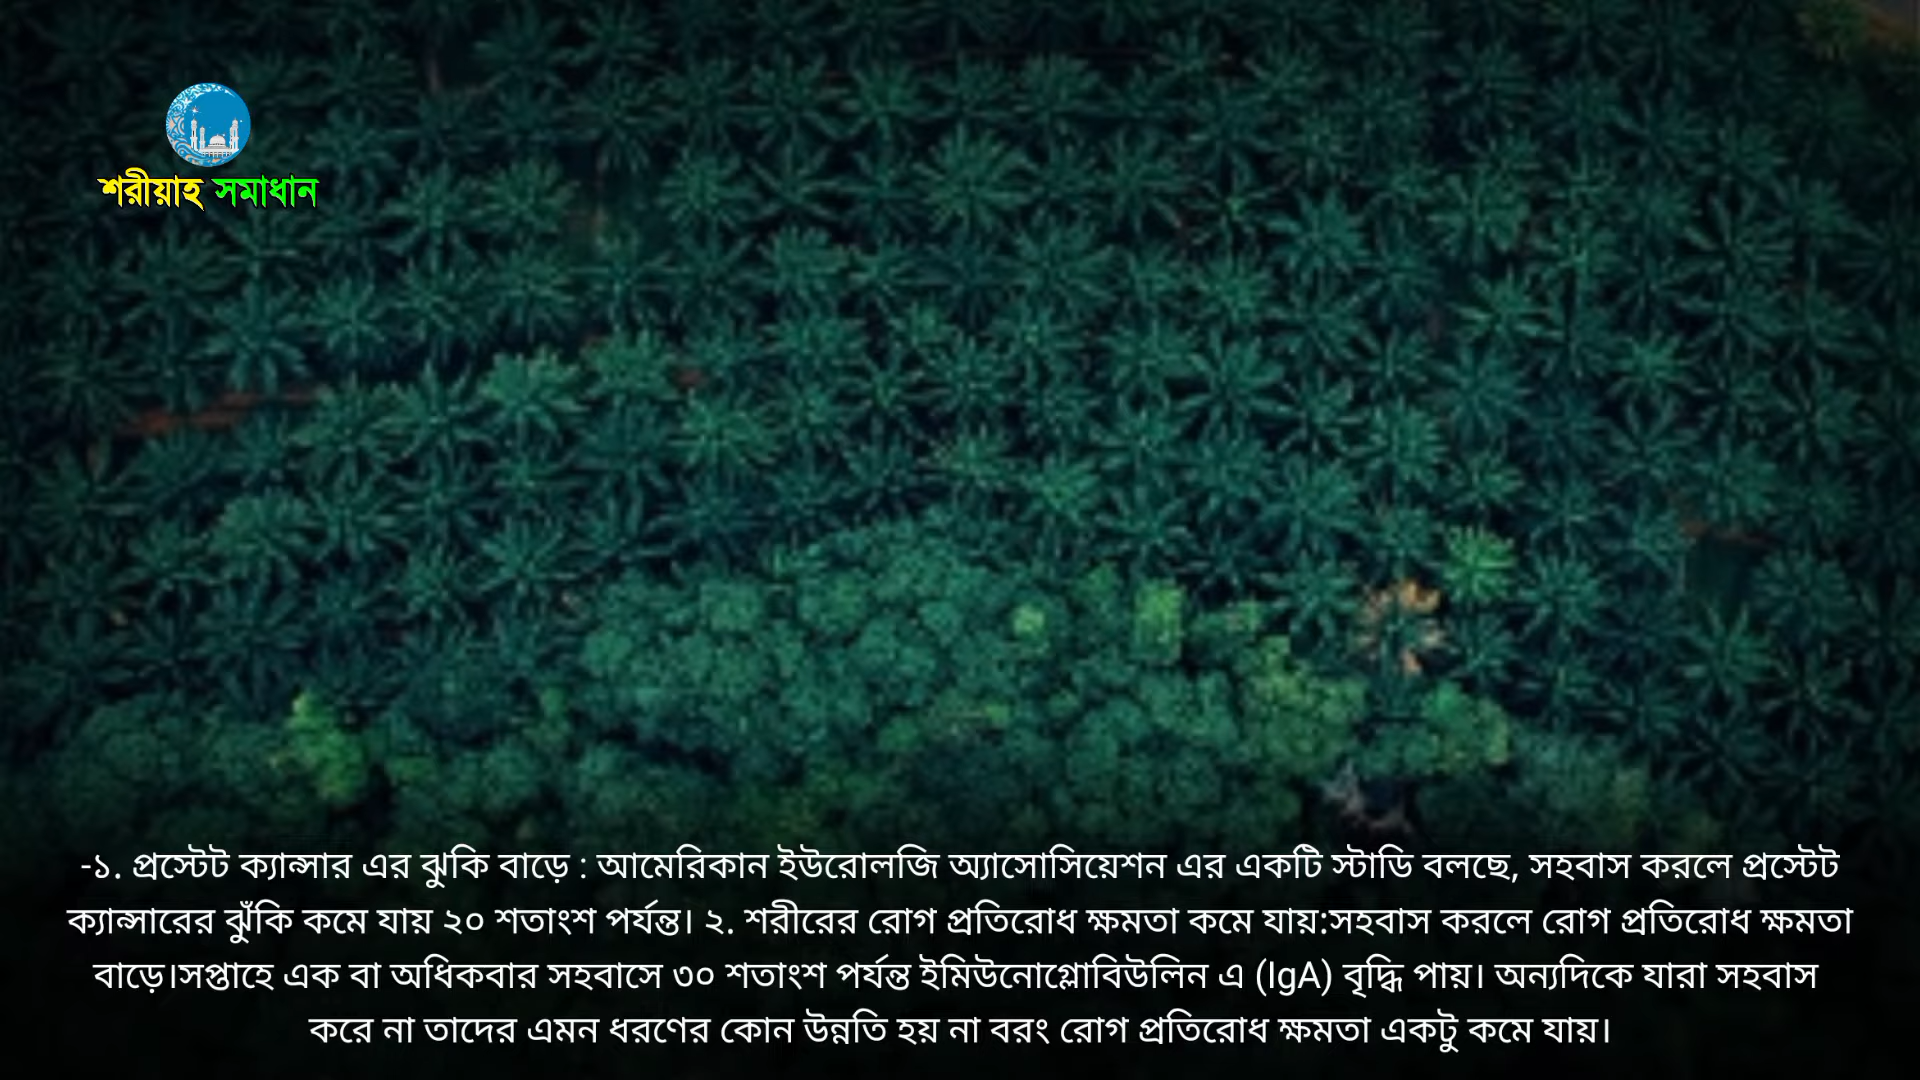 শরীয়াহ সমাধান
-১. প্রস্টেট ক্যান্সার এর ঝুকি বাড়ে : আমেরিকান ইউরোলজি অ্যাসোসিয়েশন এর একটি স্টাডি বলছে, সহবাস করলে প্রস্টেট
ক্যান্সারের ঝুঁকি কমে যায় ২০ শতাংশ পর্যন্ত। ২. শরীরের রোগ প্রতিরোধ ক্ষমতা কমে যায়:সহবাস করলে রোগ প্রতিরোধ ক্ষমতা
বাড়ে।সপ্তাহে এক বা অধিকবার সহবাসে ৩০ শতাংশ পর্যন্ত ইমিউনোগ্লোবিউলিন এ (IgA) বৃদ্ধি পায়। অন্যদিকে যারা সহবাস
করে না তাদের এমন ধরণের কোন উন্নতি হয় না বরং রোগ প্রতিরোধ ক্ষমতা একটু কমে যায়।